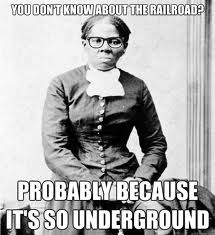 YOU DON'T KNOW ABOUT THE RAILROAD?
PROBABLY BECAUSE
IT'S SO UNDERGROUND